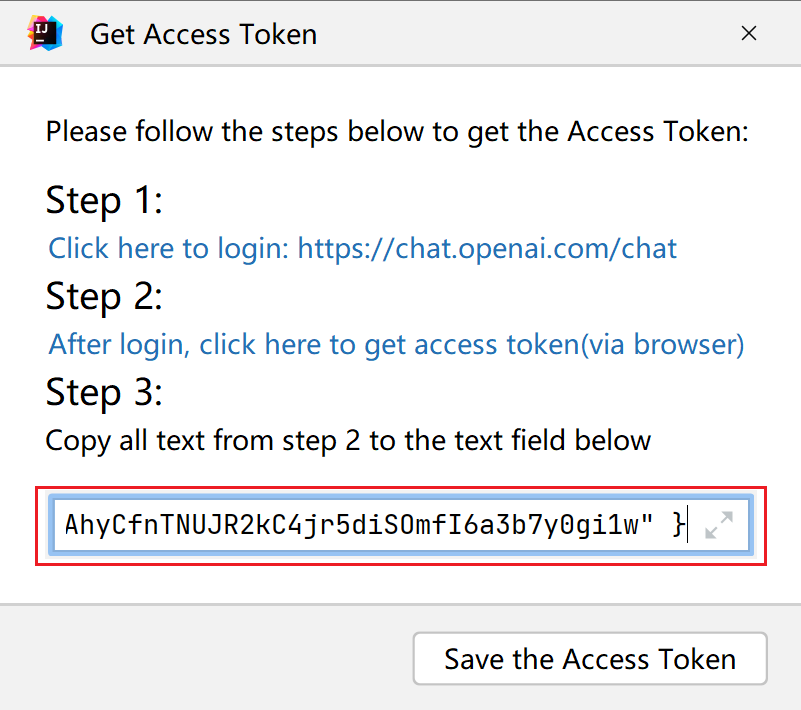 IJ
Get Access Token
Please follow the steps below to get the Access Token:
Step 1:
Click here to login: https://chat.openai.com/chat
Step 2:
After login, click here to get access token(via browser)
Step 3:
Copy all text from step 2 to the text field below
AhyCfnTNUJR2kC4jr5diSOmfI6a3b7y0gi1w" }
Save the Access Token